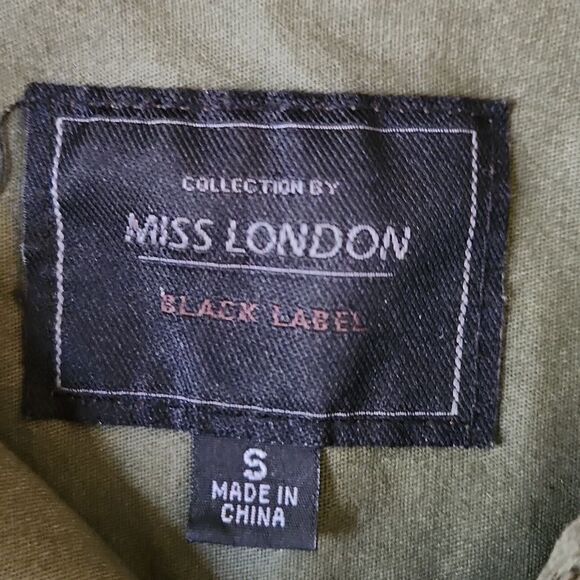 COLLECTION BY
MISS LONDON
BLACK LABEL
S
MADE IN
CHINA